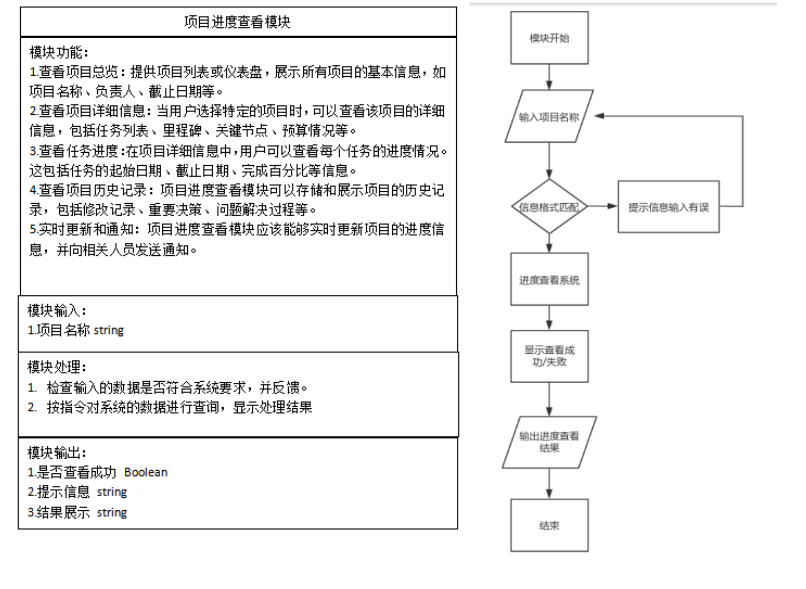 项目进度查看模块
模块功能：
1.查看项目总览：提供项目列表或仪表盘，展示所有项目的基本信息，如
项目名称、负责人、截止日期等。
2.查看项目详细信息：当用户选择特定的项目时，可以查看该项目的详细
信息，包括任务列表、里程碑、关键节点、预算情况等。
3.查看任务进度：在项目详细信息中，用户可以查看每个任务的进度情况。
这包括任务的起始日期、截止日期、完成百分比等信息。
4.查看项目历史记录：项目进度查看模块可以存储和展示项目的历史记
录，包括修改记录、重要决策、问题解决过程等。
5.实时更新和通知：项目进度查看模块应该能够实时更新项目的进度信
息，并向相关人员发送通知。
模块输入：
1.项目名称 string
模块处理：
1. 检查输入的数据是否符合系统要求，并反馈。
2. 按指令对系统的数据进行查询，显示处理结果
模块输出：
1.是否查看成功 Boolean
2.提示信息 string
3.结果展示 string
模块开始
输入项目名称
信息格式匹配
提示信息输入有误
进度查看系统
显示查看成
功/失败
输出进度查看
结果
结束